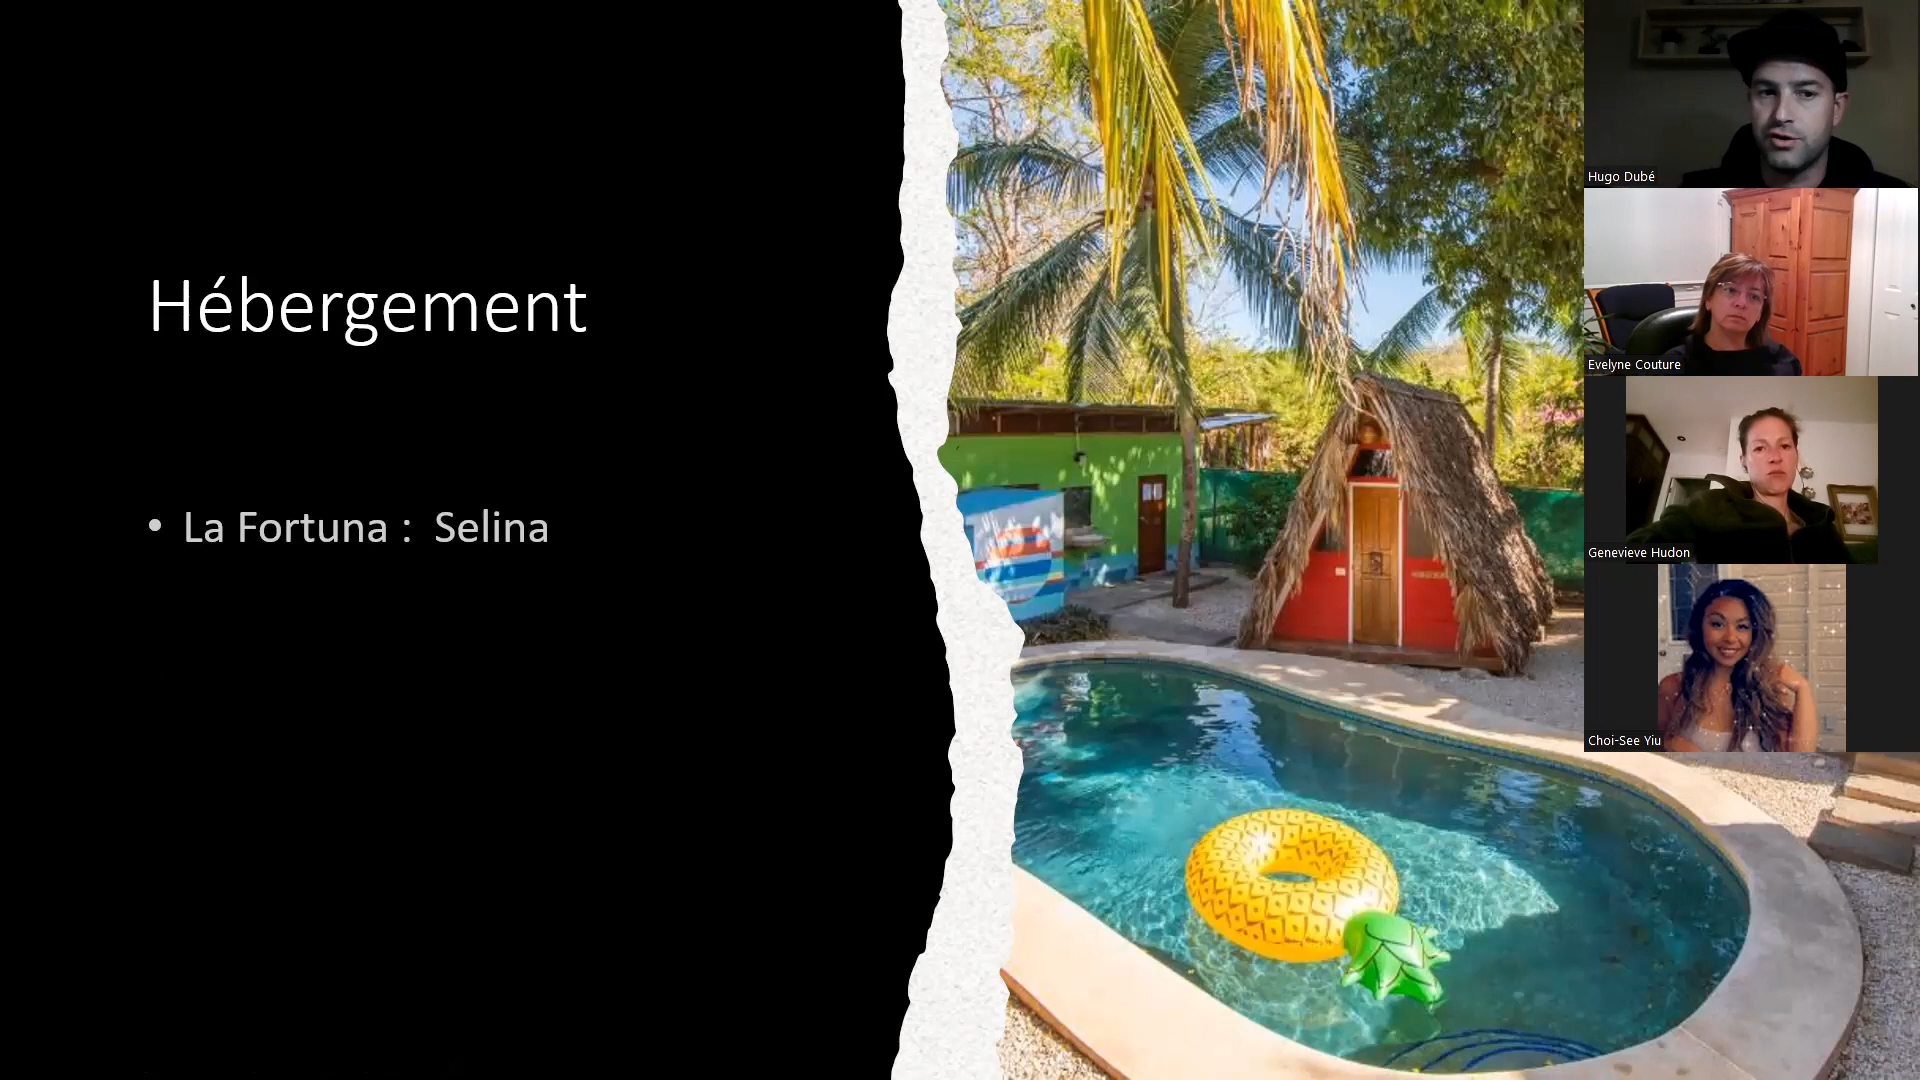 Hébergement
• La Fortuna :  Selina
Hugo Dubé
Evelyne Couture
Genevieve Hudon
Choi-See Yiu